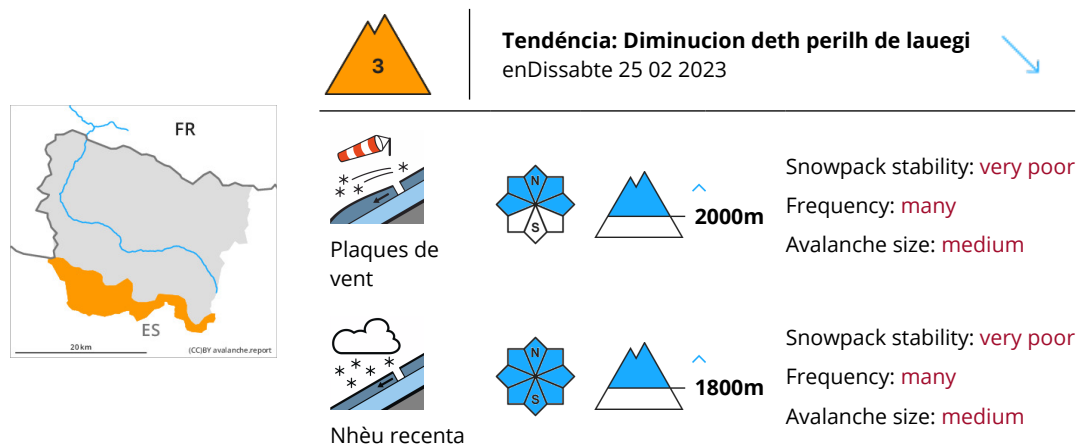 3
Tendéncia: Diminucion deth perilh de lauegi
enDissabte 25 02 2023
FR
ES
20 km
(CC)BY avalanche.report
N
S
2000m
Snowpack stability: very poor
Frequency: many
Avalanche size: medium
Plaques de
vent
N
S
1800m
Snowpack stability: very poor
Frequency: many
Avalanche size: medium
Nhèu recenta